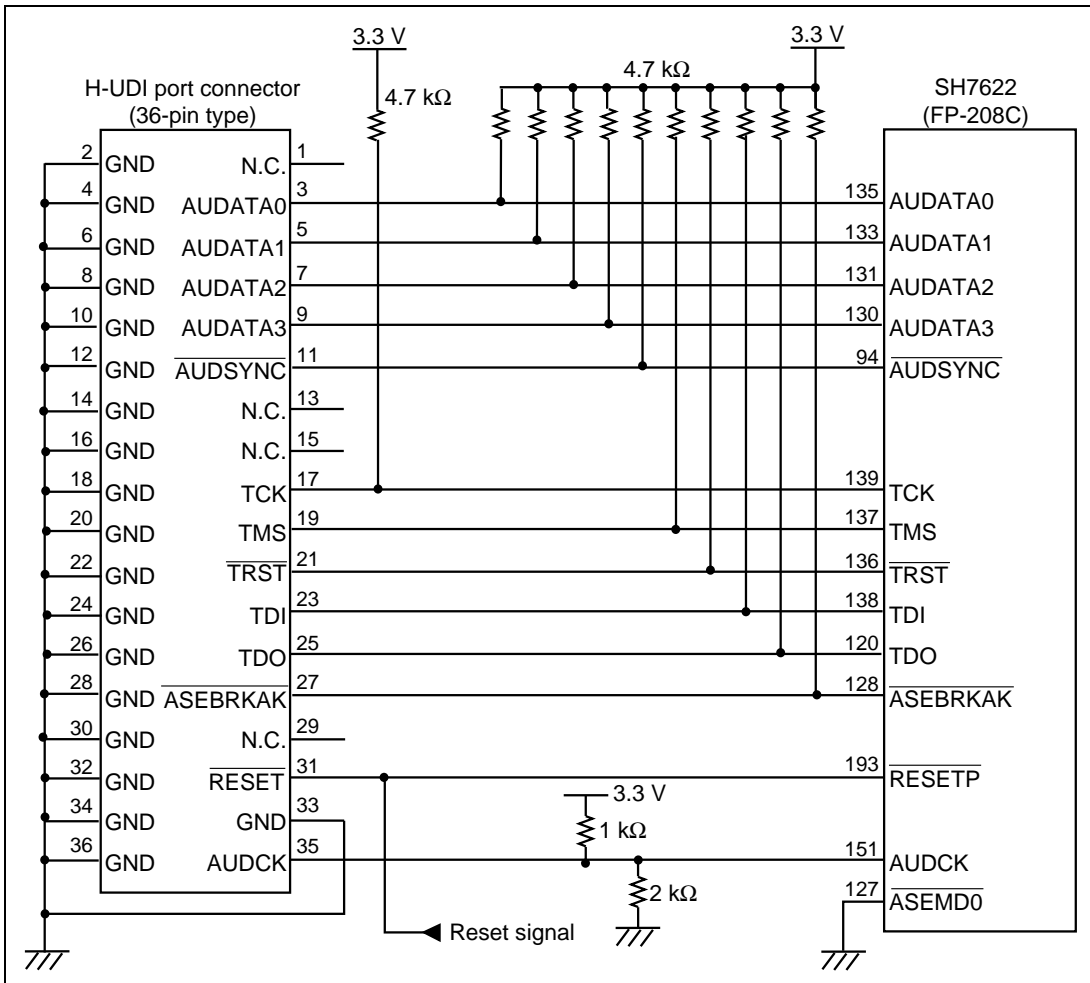 3.3 V
3.3 V
4.7 kΩ
4.7 kΩ
H-UDI port connector
(36-pin type)
SH7622
(FP-208C)
2 GND N.C. 1
4 GND AUDATA0 3 135 AUDATA0
6 GND AUDATA1 5 133 AUDATA1
8 GND AUDATA2 7 131 AUDATA2
10 GND AUDATA3 9 130 AUDATA3
12 GND AUDSYNC 11 94 AUDSYNC
14 GND N.C. 13
16 GND N.C. 15
18 GND TCK 17 139 TCK
20 GND TMS 19 137 TMS
22 GND TRST 21 136 TRST
24 GND TDI 23 138 TDI
26 GND TDO 25 120 TDO
28 GND ASEBRKAK 27 128 ASEBRKAK
30 GND N.C. 29
32 GND RESET 31 193 RESETP
34 GND GND 33
3.3 V
1 kΩ
36 GND AUDCK 35 151 AUDCK
2 kΩ
127 ASEMD0
Reset signal